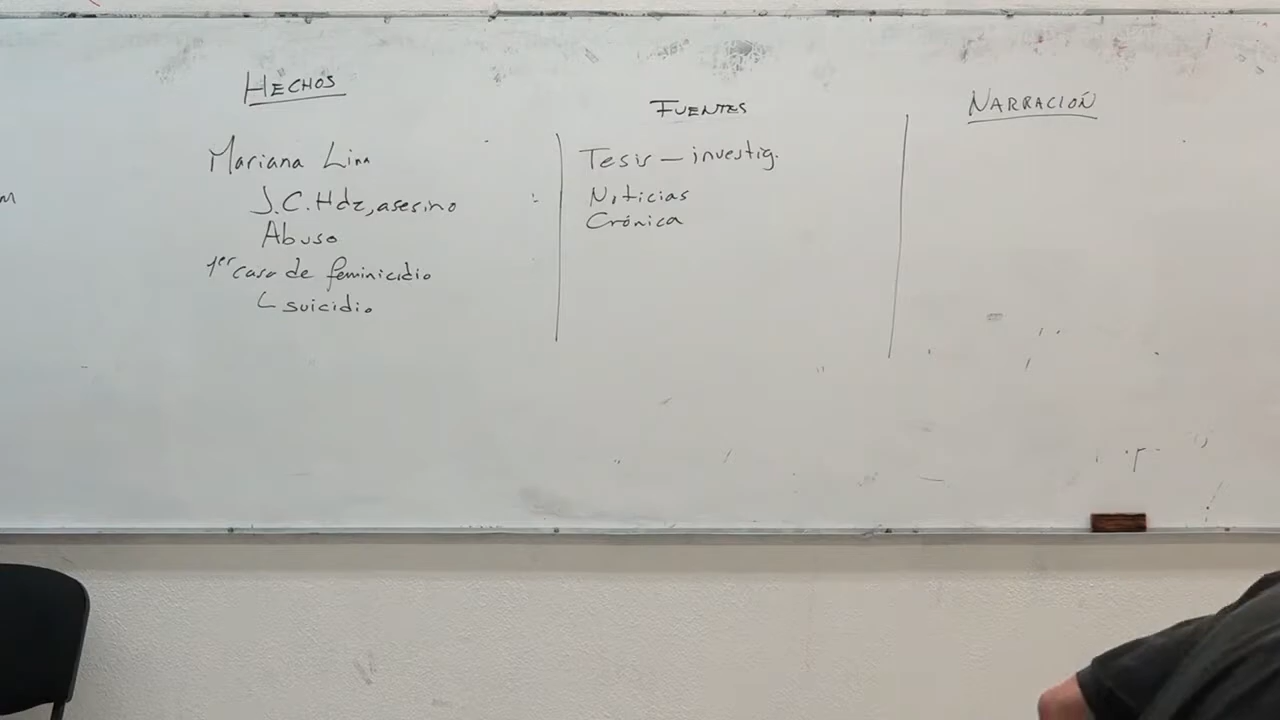 HECHOS
Mariana Lima
J.C. Hdz, asesino
Abuso
1er caso de feminicidio
suicidio
FUENTES
Tesis — investig.
Noticias
Crónica
NARRACIÓN